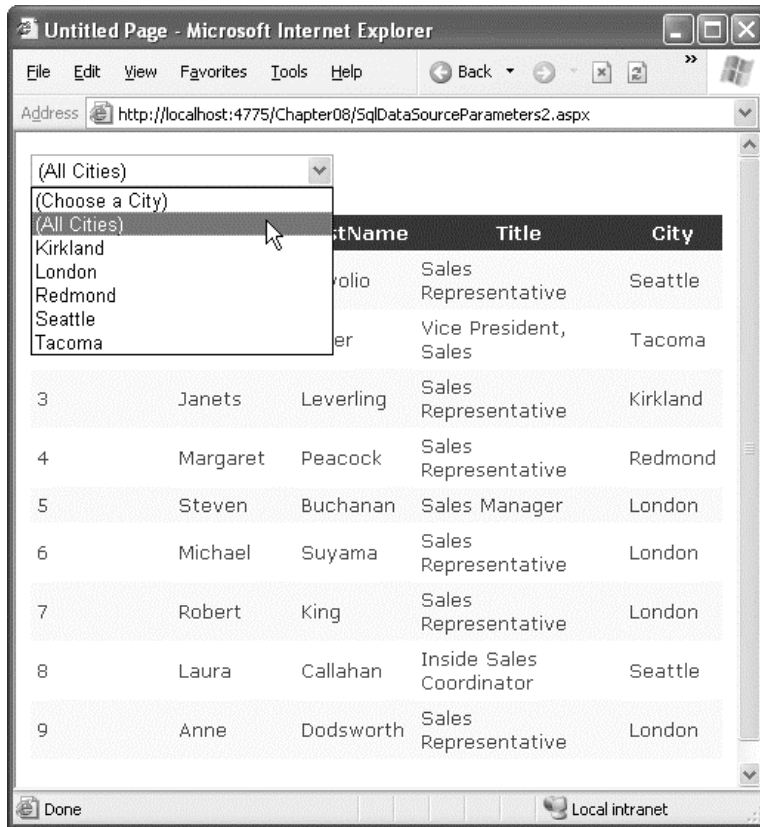 Untitled Page - Microsoft Internet Explorer
File Edit View Favorites Tools Help Back »
Address http://localhost:4775/Chapter08/SqlDataSourceParameters2.aspx
(All Cities)
(Choose a City)
(All Cities)
Kirkland
London
Redmond
Seattle
Tacoma
stName Title City
Sales
Representative
Seattle
Vice President,
Sales
Tacoma
3 Janets Leverling Sales
Representative
Kirkland
4 Margaret Peacock Sales
Representative
Redmond
5 Steven Buchanan Sales Manager London
6 Michael Suyama Sales
Representative
London
7 Robert King Sales
Representative
London
8 Laura Callahan Inside Sales
Coordinator
Seattle
9 Anne Dodsworth Sales
Representative
London
Done Local intranet